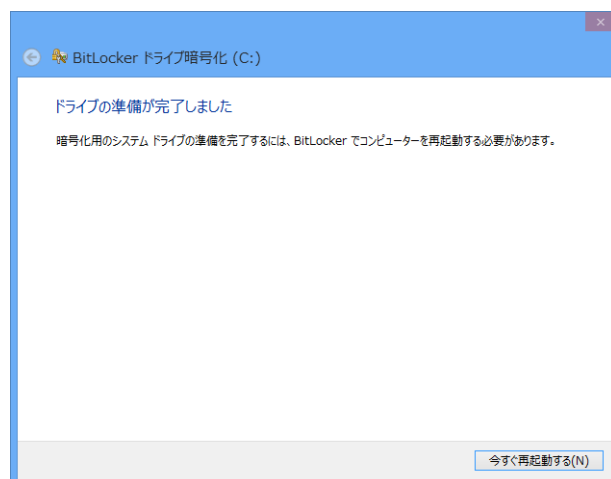 BitLocker ドライブ暗号化 (C:)
ドライブの準備が完了しました
暗号化用のシステム ドライブの準備を完了するには、BitLocker でコンピューターを再起動する必要があります。
今すぐ再起動する(N)